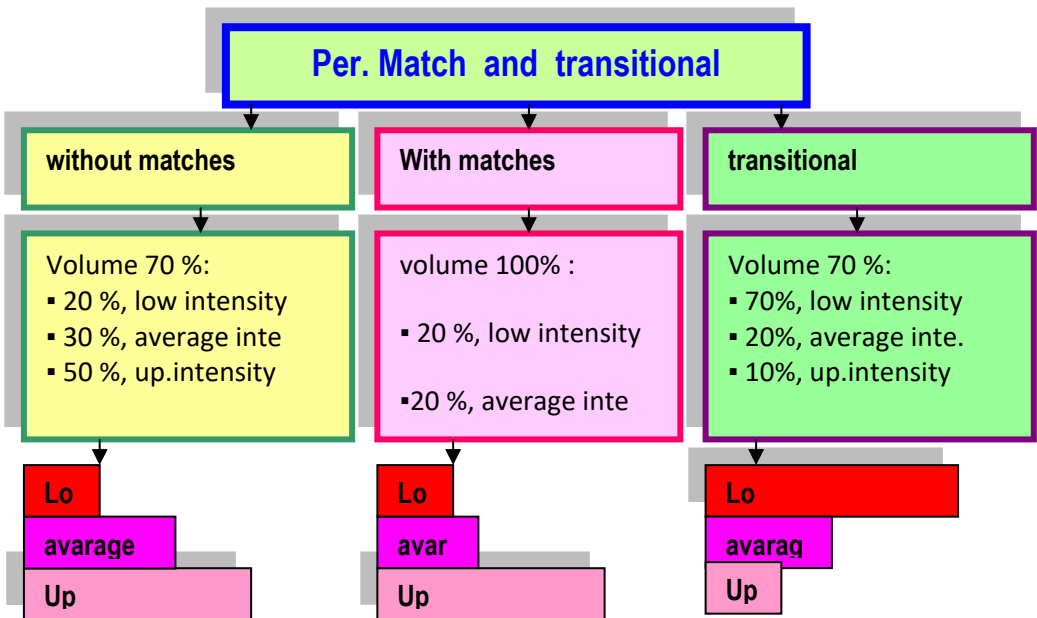 Per. Match and transitional
without matches
Volume 70 %:
▪ 20 %, low intensity
▪ 30 %, average inte
▪ 50 %, up.intensity
Lo
avarage
Up
With matches
volume 100% :
▪ 20 %, low intensity
▪20 %, average inte
Lo
avar
Up
transitional
Volume 70 %:
▪ 70%, low intensity
▪ 20%, average inte.
▪ 10%, up.intensity
Lo
avarag
Up